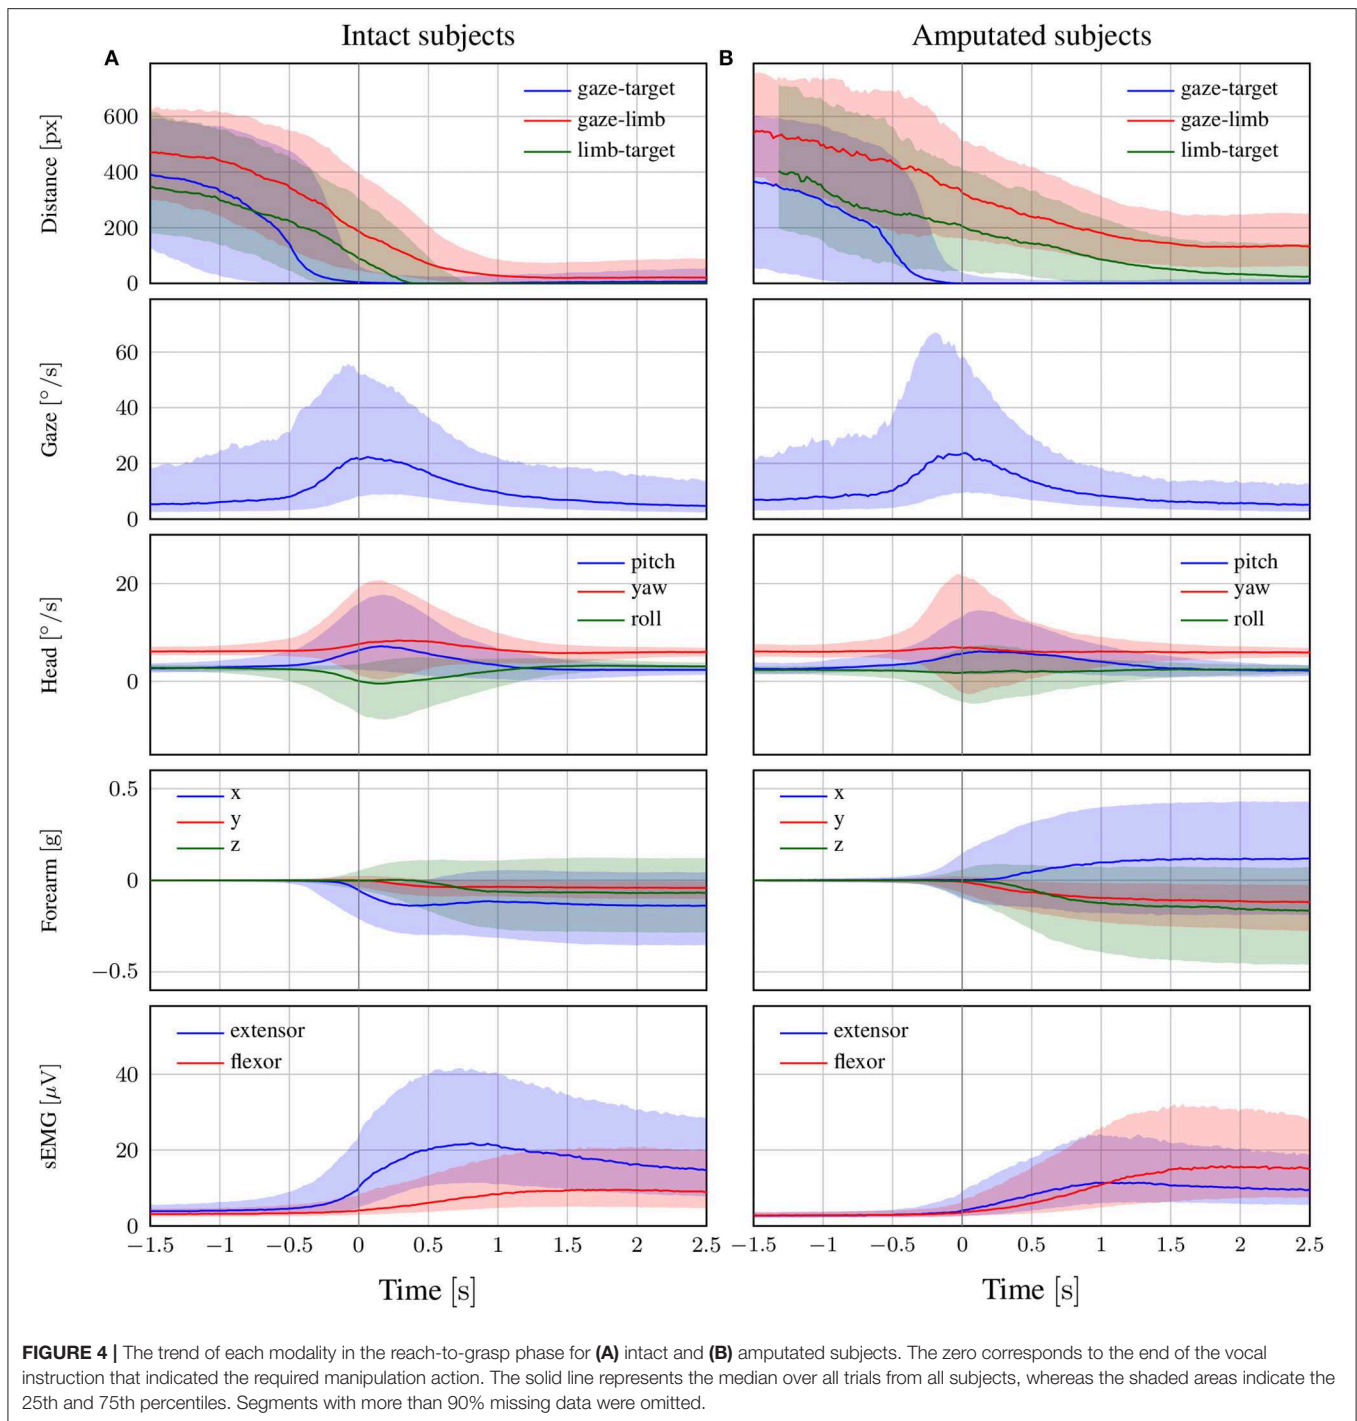 Intact subjects
Amputated subjects
A
B
gaze-target
gaze-limb
limb-target
gaze-target
gaze-limb
limb-target
Distance [px]
600
400
200
0
Gaze [°/s]
60
40
20
0
pitch
yaw
roll
pitch
yaw
roll
Head [°/s]
20
0
x
y
z
x
y
z
Forearm [g]
0.5
0
−0.5
extensor
flexor
extensor
flexor
sEMG [μV]
40
20
0
−1.5 −1 −0.5 0 0.5 1 1.5 2 2.5
−1.5 −1 −0.5 0 0.5 1 1.5 2 2.5
Time [s]
Time [s]
FIGURE 4 | The trend of each modality in the reach-to-grasp phase for (A) intact and (B) amputated subjects. The zero corresponds to the end of the vocal
instruction that indicated the required manipulation action. The solid line represents the median over all trials from all subjects, whereas the shaded areas indicate the
25th and 75th percentiles. Segments with more than 90% missing data were omitted.